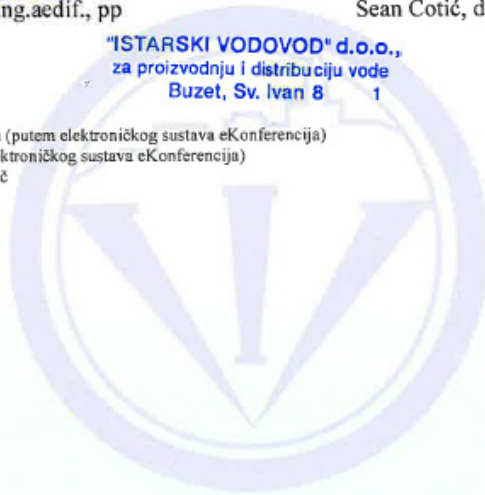 ng.aedif., pp Sean Cotić, d
"ISTARSKI VODOVOD" d.o.o.,
za proizvodnju i distribuciju vode
Buzet, Sv. Ivan 8 1
(putem elektroničkog sustava eKonferencija)
ktroničkog sustava eKonferencija)
č